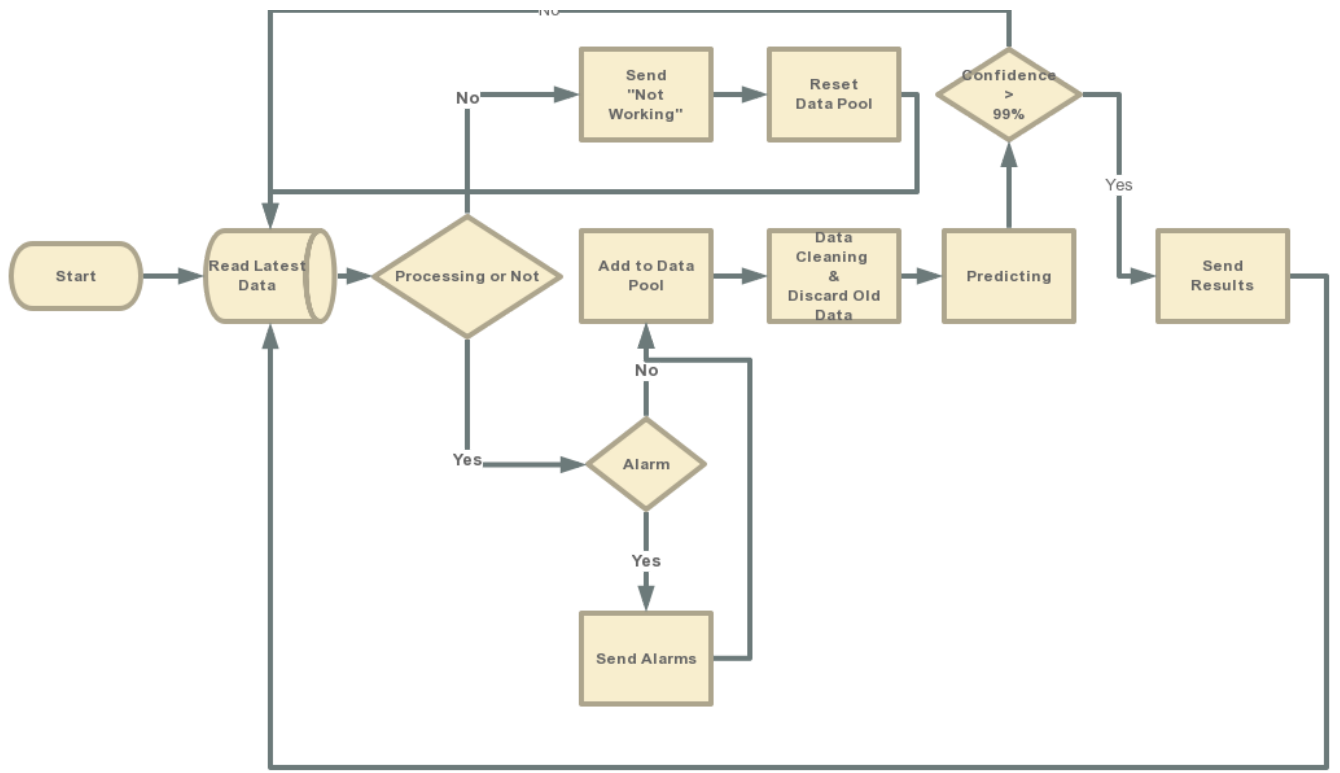 No
Send
"Not
Working"
Reset
Data Pool
Confidence
>
99%
No
Yes
Start
Read Latest
Data
Processing or Not
Add to Data
Pool
Data
Cleaning
&
Discard Old
Data
Predicting
Send
Results
No
Yes
Alarm
Yes
Send Alarms